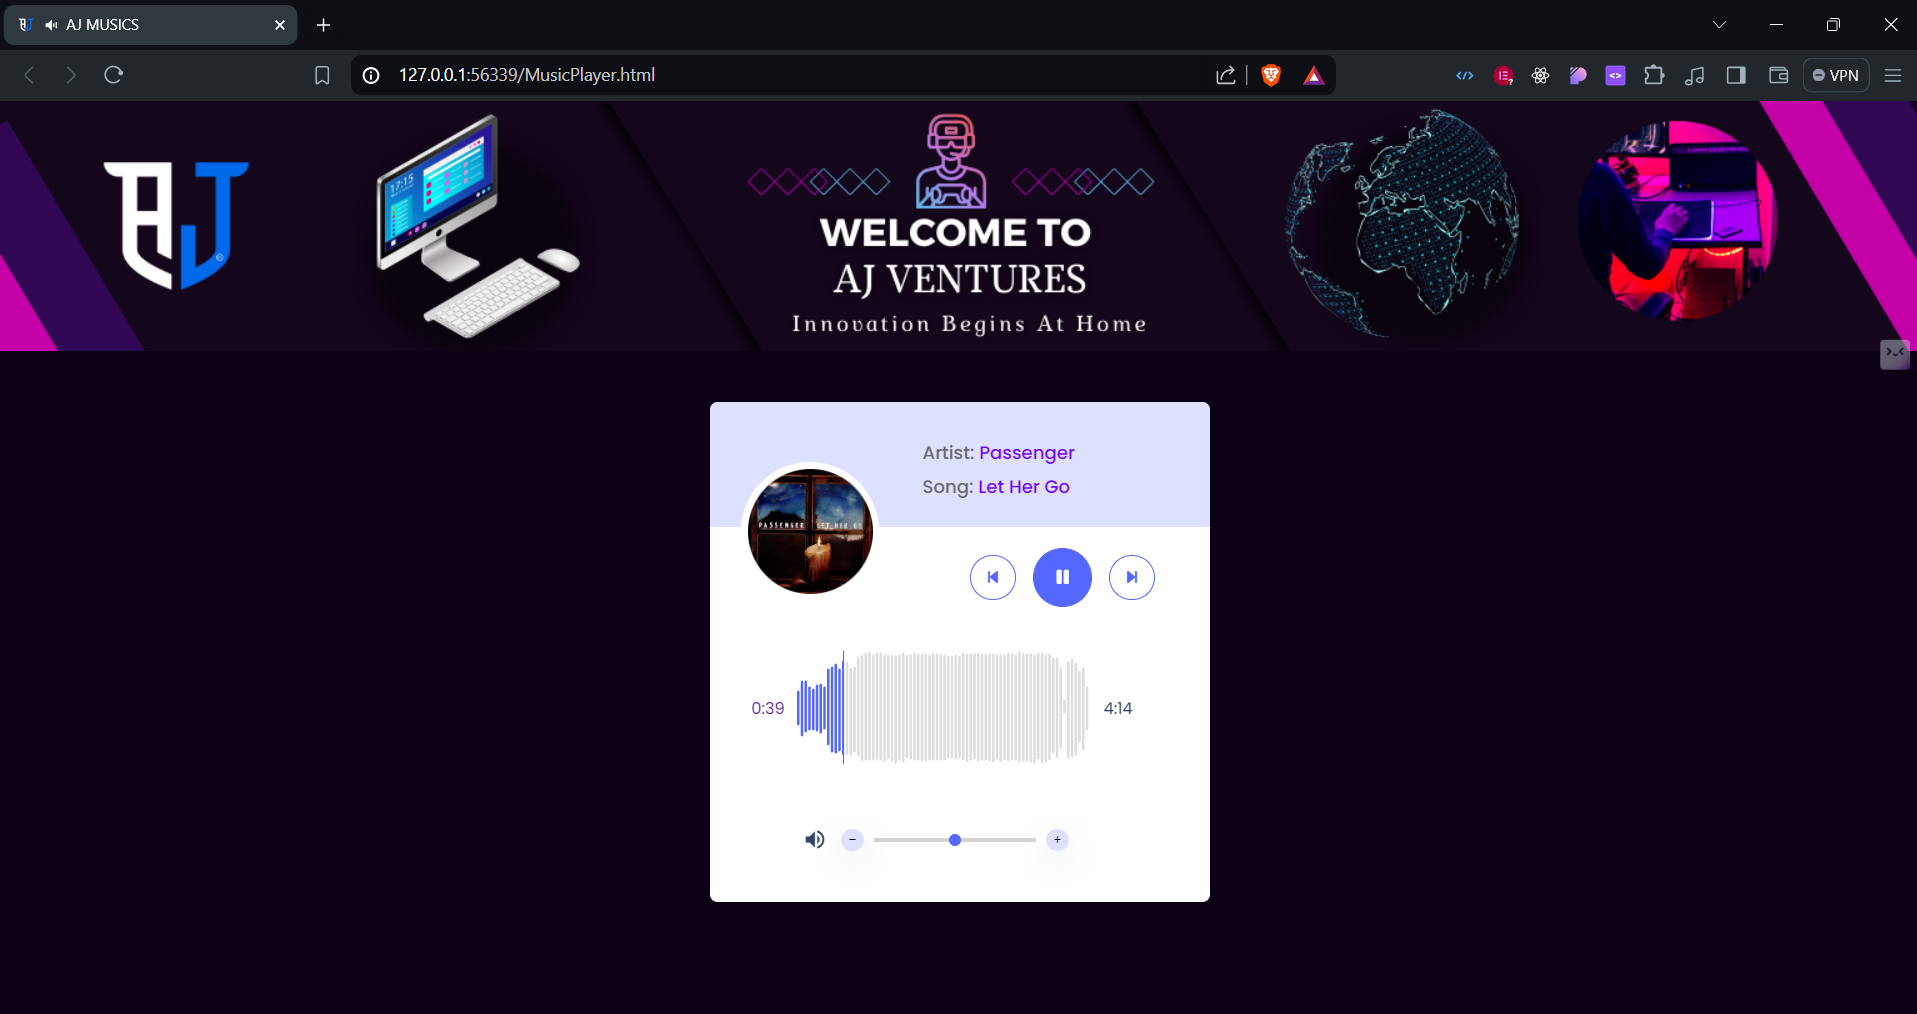 AJ MUSICS
127.0.0.1:56339/MusicPlayer.html
VPN
AJ
17:15
WELCOME TO
AJ VENTURES
Innovation Begins At Home
Artist: Passenger
Song: Let Her Go
PASSENGER LET HER GO
0:39
4:14